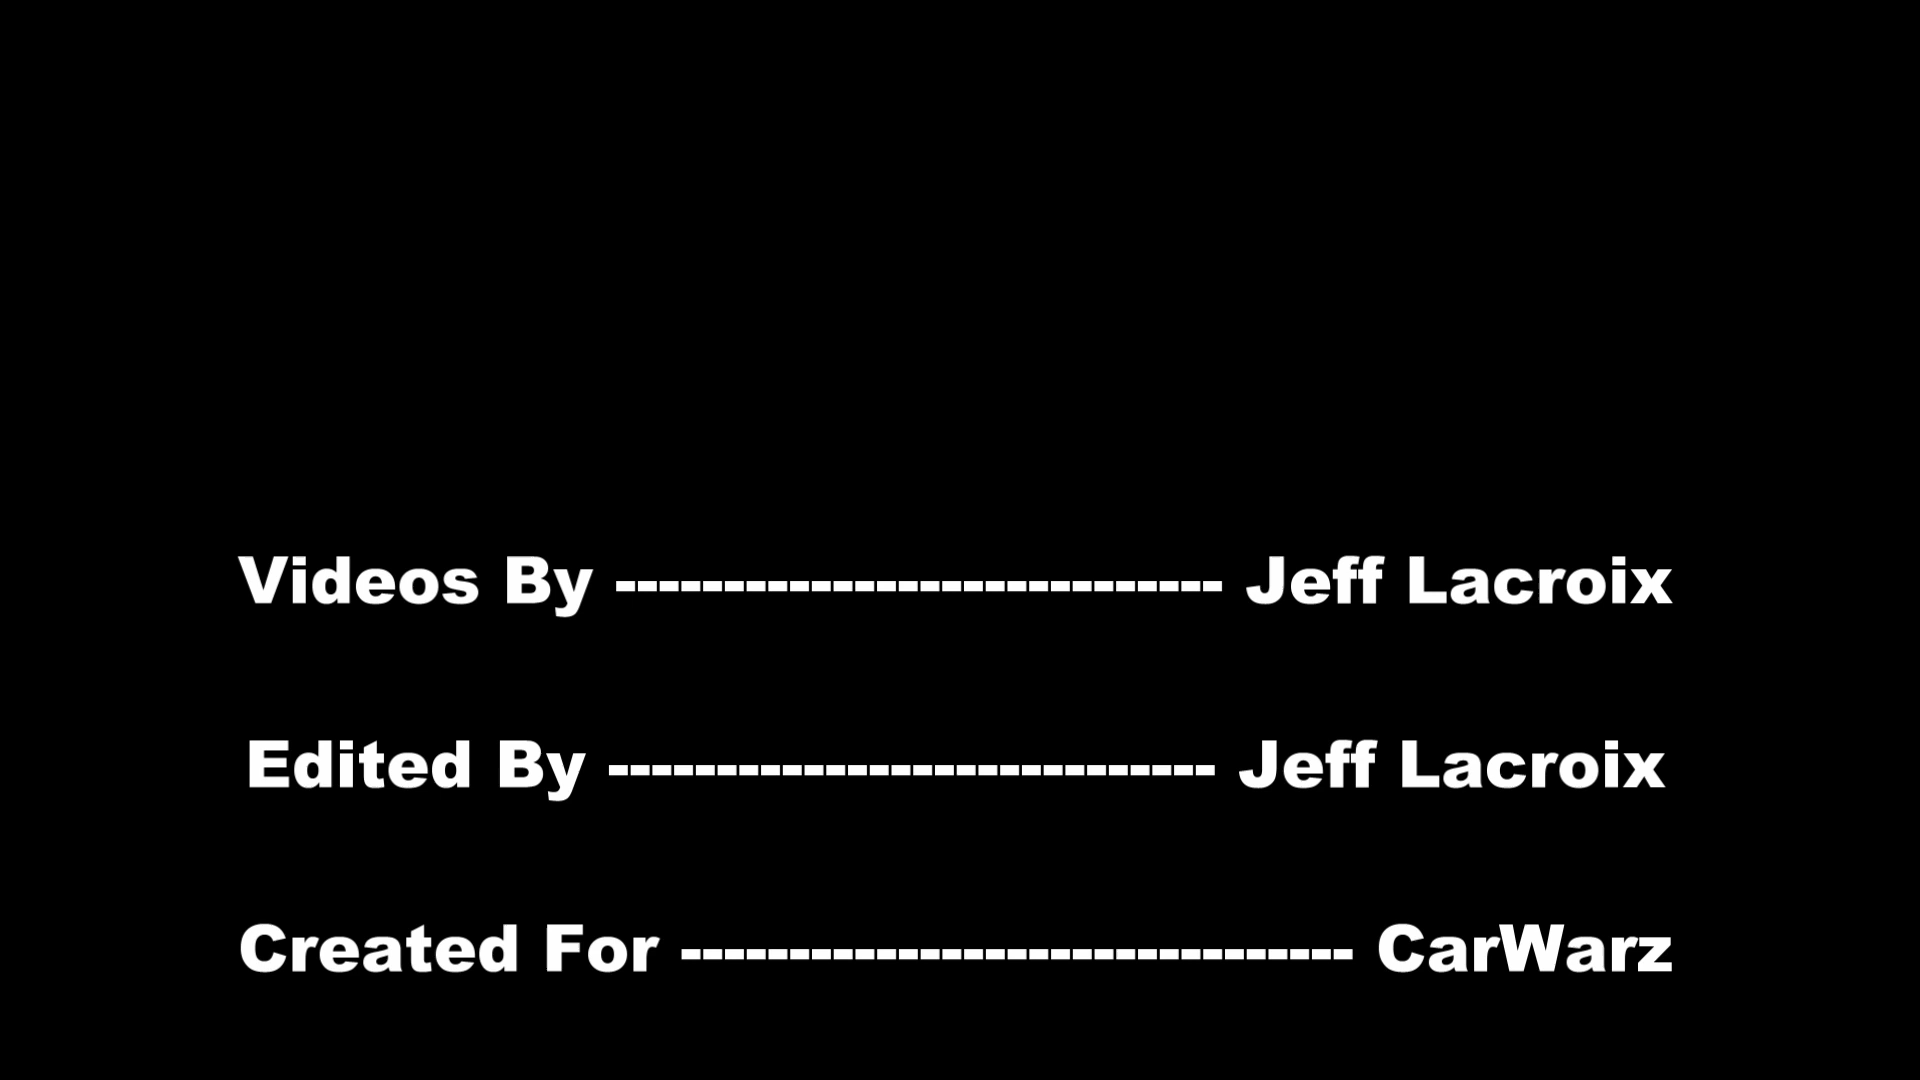 Videos By ---------------------------- Jeff Lacroix
Edited By ---------------------------- Jeff Lacroix
Created For ------------------------------- CarWarz